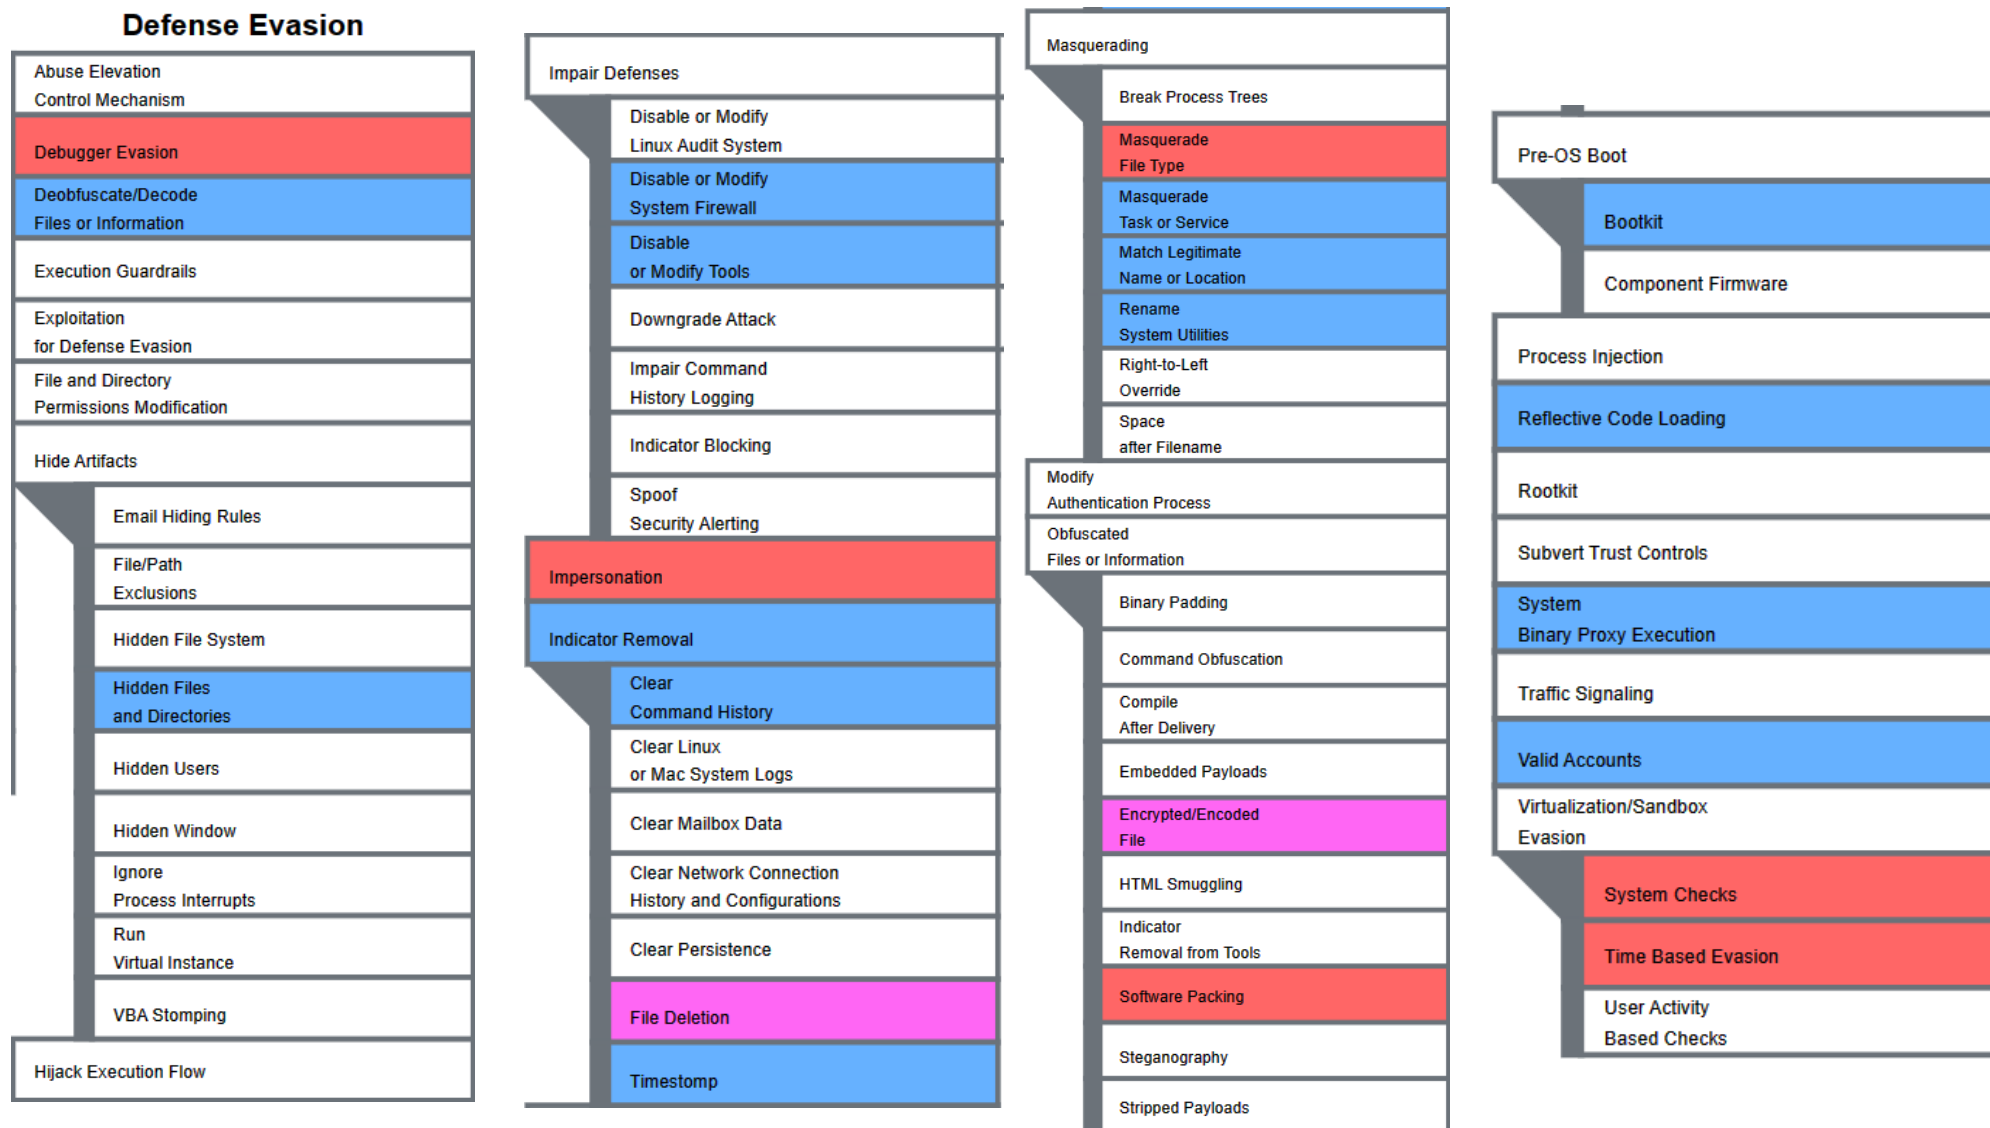 Defense Evasion
Abuse Elevation
Control Mechanism
Debugger Evasion
Deobfuscate/Decode
Files or Information
Execution Guardrails
Exploitation
for Defense Evasion
File and Directory
Permissions Modification
Hide Artifacts
Email Hiding Rules
File/Path
Exclusions
Hidden File System
Hidden Files
and Directories
Hidden Users
Hidden Window
Ignore
Process Interrupts
Run
Virtual Instance
VBA Stomping
Hijack Execution Flow
Impair Defenses
Disable or Modify
Linux Audit System
Disable or Modify
System Firewall
Disable
or Modify Tools
Downgrade Attack
Impair Command
History Logging
Indicator Blocking
Spoof
Security Alerting
Impersonation
Indicator Removal
Clear
Command History
Clear Linux
or Mac System Logs
Clear Mailbox Data
Clear Network Connection
History and Configurations
Clear Persistence
File Deletion
Timestomp
Masquerading
Break Process Trees
Masquerade
File Type
Masquerade
Task or Service
Match Legitimate
Name or Location
Rename
System Utilities
Right-to-Left
Override
Space
after Filename
Modify
Authentication Process
Obfuscated
Files or Information
Binary Padding
Command Obfuscation
Compile
After Delivery
Embedded Payloads
Encrypted/Encoded
File
HTML Smuggling
Indicator
Removal from Tools
Software Packing
Steganography
Stripped Payloads
Pre-OS Boot
Bootkit
Component Firmware
Process Injection
Reflective Code Loading
Rootkit
Subvert Trust Controls
System
Binary Proxy Execution
Traffic Signaling
Valid Accounts
Virtualization/Sandbox
Evasion
System Checks
Time Based Evasion
User Activity
Based Checks